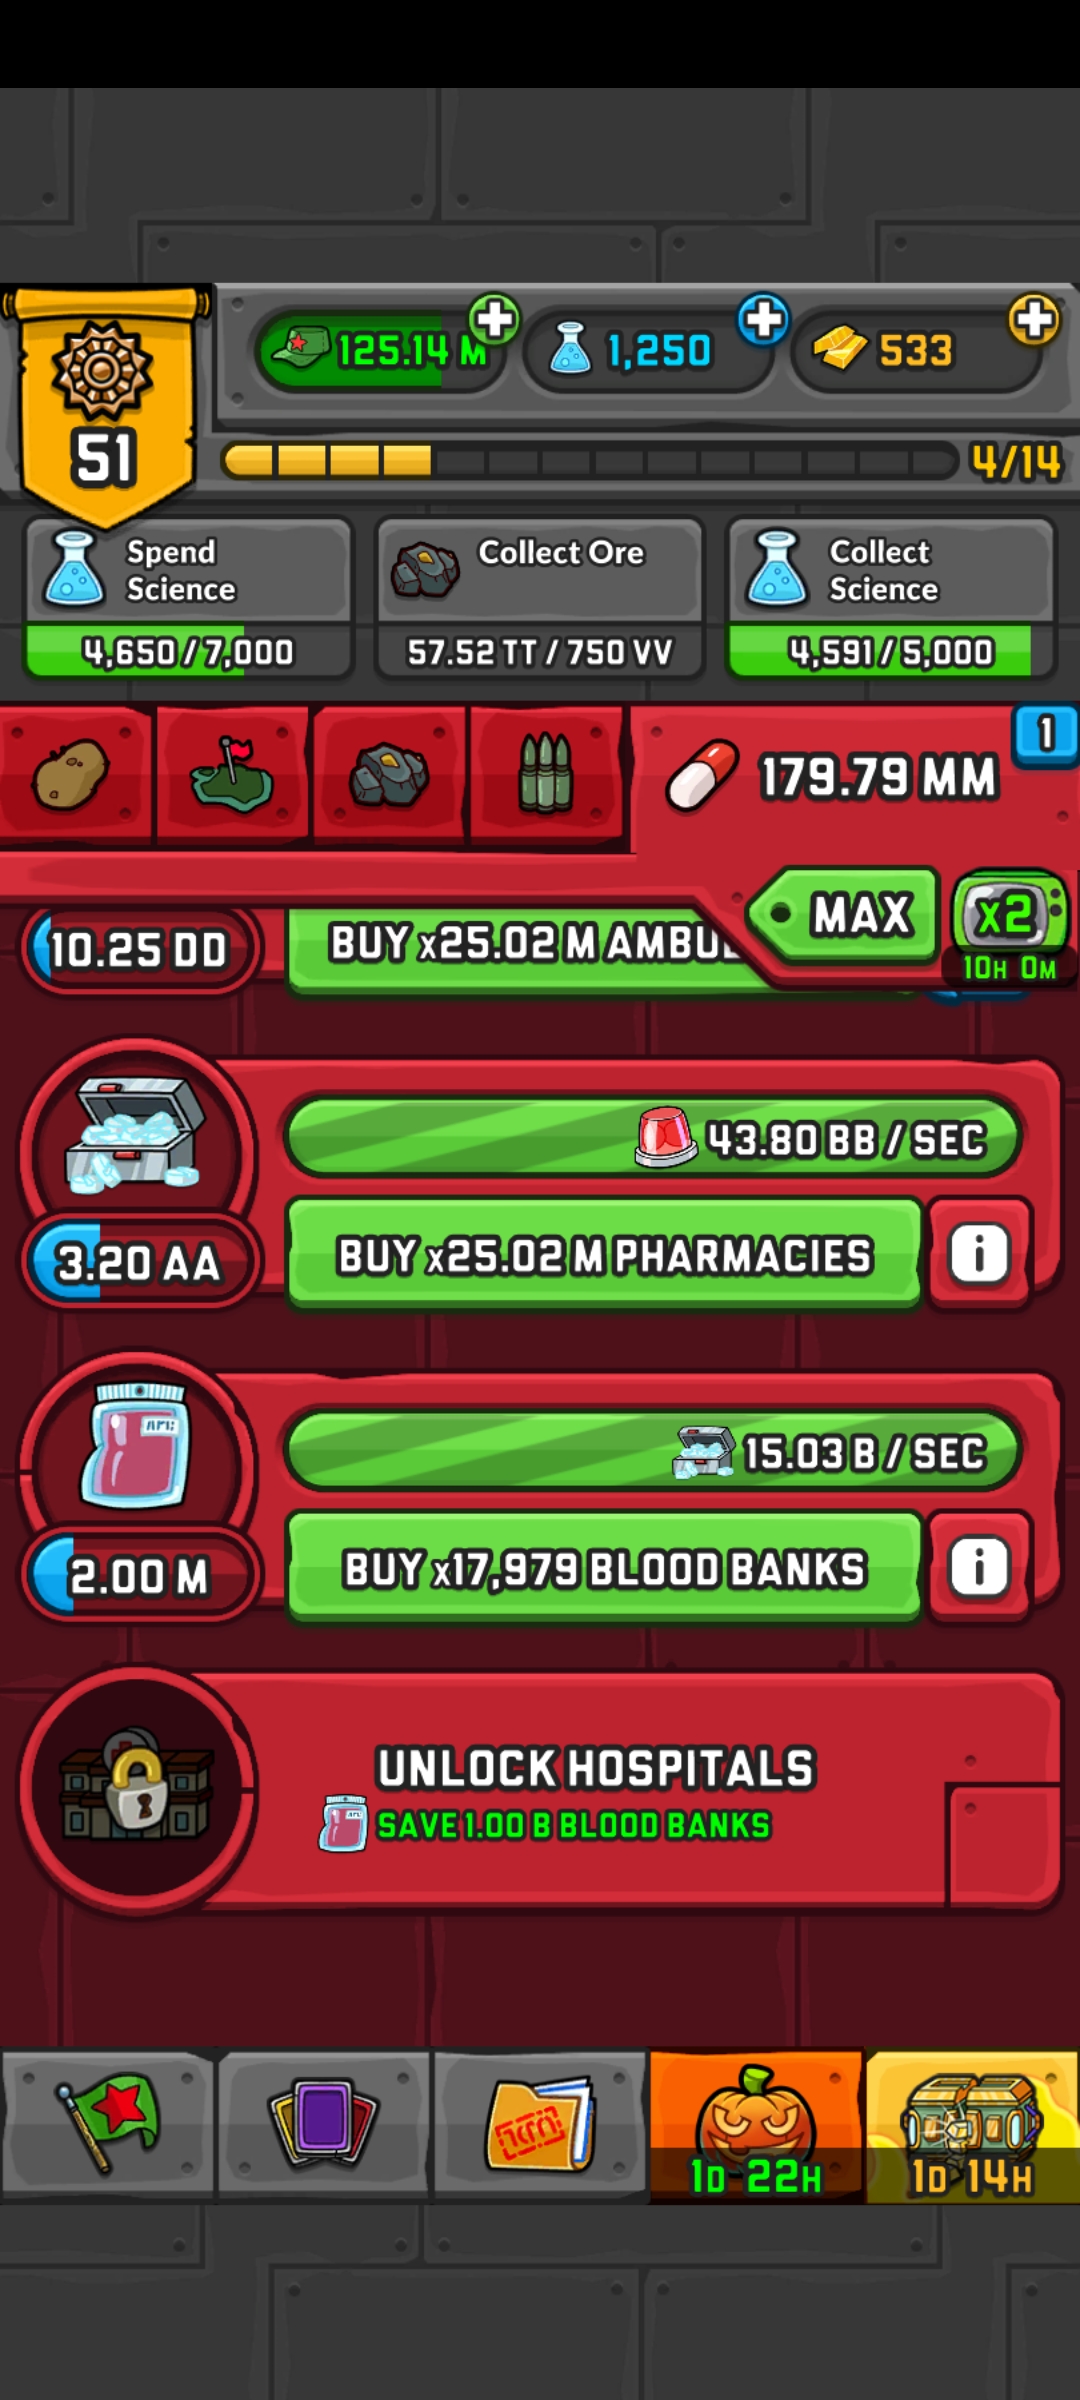 125.14 M
1,250
533
51
4/14
Spend
Science
Collect Ore
Collect
Science
4,650/7,000
57.52 TT/750 VV
4,591/5,000
179.79 MM
1
MAX
x2
10H 0M
10.25 DD
BUY x25.02 M AMBUL
43.80 BB/SEC
3.20 AA
BUY x25.02 M PHARMACIES
i
15.03 B/SEC
2.00 M
BUY x17,979 BLOOD BANKS
i
UNLOCK HOSPITALS
SAVE 1.00 B BLOOD BANKS
1D 22H
1D 14H